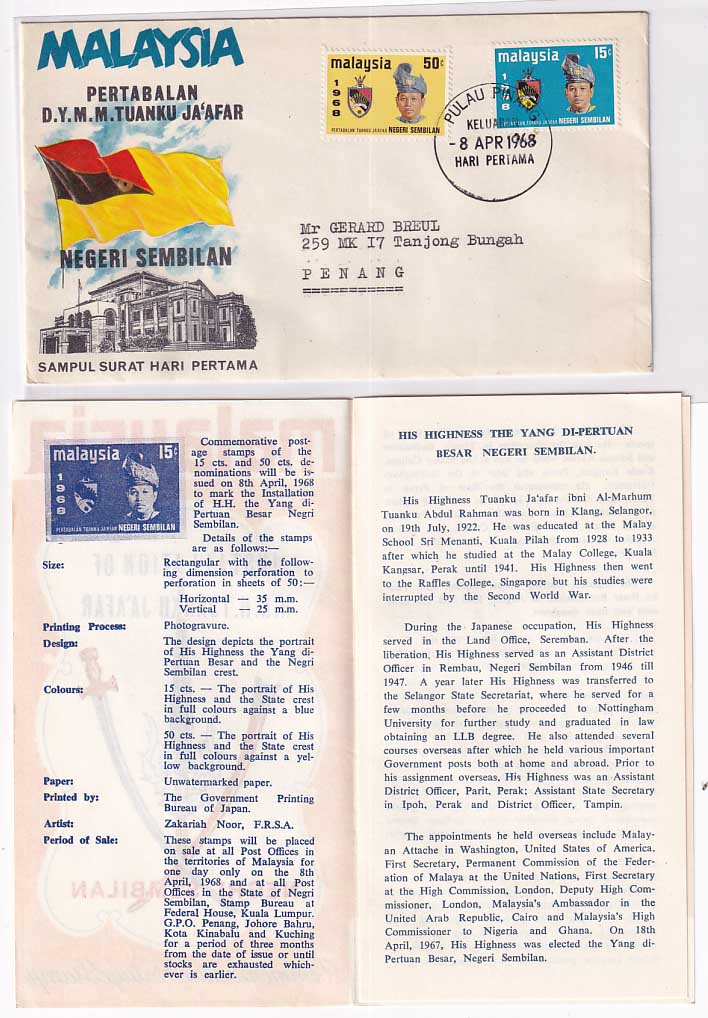 MALAYSIA
PERTABALAN
D.Y.M.M. TUANKU JA'AFAR
NEGERI SEMBILAN
SAMPUL SURAT HARI PERTAMA
malaysia 50c
1968
PERTABALAN TUANKU JA'AFAR NEGERI SEMBILAN
malaysia 15c
PERTABALAN TUANKU JA'AFAR NEGERI SEMBILAN
PULAU
KELUARAN
- 8 APR 1968
HARI PERTAMA
Mr GERARD BREUL
259 MK I7 Tanjong Bungah
PENANG
malaysia 15c
1968
PERTABALAN TUANKU JA'AFAR NEGERI SEMBILAN
Commemorative post-
age stamps of the
15 cts. and 50 cts. de-
nominations will be is-
sued on 8th April, 1968
to mark the Installation
of H.H. the Yang di-
Pertuan Besar Negri
Sembilan.
Details of the stamps
are as follows:—
Size: Rectangular with the follow-
ing dimension perforation to
perforation in sheets of 50:—
Horizontal — 35 mm.
Vertical — 25 mm.
Printing Process: Photogravure.
Design: The design depicts the portrait
of His Highness the Yang di-
Pertuan Besar and the Negri
Sembilan crest.
Colours: 15 cts. — The portrait of His
Highness and the State crest
in full colours against a blue
background.
50 cts. — The portrait of His
Highness and the State crest
in full colours against a yel-
low background.
Paper: Unwatermarked paper.
Printed by: The Government Printing
Bureau of Japan.
Artist: Zakariah Noor, F.R.S.A.
Period of Sale: These stamps will be placed
on sale at all Post Offices in
the territories of Malaysia for
one day only on the 8th
April, 1968 and at all Post
Offices in the State of Negri
Sembilan, Stamp Bureau at
Federal House, Kuala Lumpur.
G.P.O. Penang, Johore Bahru,
Kota Kinabalu and Kuching
for a period of three months
from the date of issue or until
stocks are exhausted which-
ever is earlier.
HIS HIGHNESS THE YANG DI-PERTUAN
BESAR NEGERI SEMBILAN.
His Highness Tuanku Ja'afar ibni Al-Marhum
Tuanku Abdul Rahman was born in Klang, Selangor,
on 19th July, 1922. He was educated at the Malay
School Sri Menanti, Kuala Pilah from 1928 to 1933
after which he studied at the Malay College, Kuala
Kangsar, Perak until 1941. His Highness then went
to the Raffles College, Singapore but his studies were
interrupted by the Second World War.
During the Japanese occupation, His Highness
served in the Land Office, Seremban. After the
liberation, His Highness served as an Assistant District
Officer in Rembau, Negeri Sembilan from 1946 till
1947. A year later His Highness was transferred to
the Selangor State Secretariat, where he served for a
few months before he proceeded to Nottingham
University for further study and graduated in law
obtaining an LLB degree. He also attended several
courses overseas after which he held various important
Government posts both at home and abroad. Prior to
his assignment overseas, His Highness was an Assistant
District Officer, Parit, Perak; Assistant State Secretary
in Ipoh, Perak and District Officer, Tampin.
The appointments he held overseas include Malay-
an Attache in Washington, United States of America,
First Secretary, Permanent Commission of the Feder-
ation of Malaya at the United Nations, First Secretary
at the High Commission, London, Deputy High Com-
missioner, London, Malaysia's Ambassador in the
United Arab Republic, Cairo and Malaysia's High
Commissioner to Nigeria and Ghana. On 18th
April, 1967, His Highness was elected the Yang di-
Pertuan Besar, Negeri Sembilan.